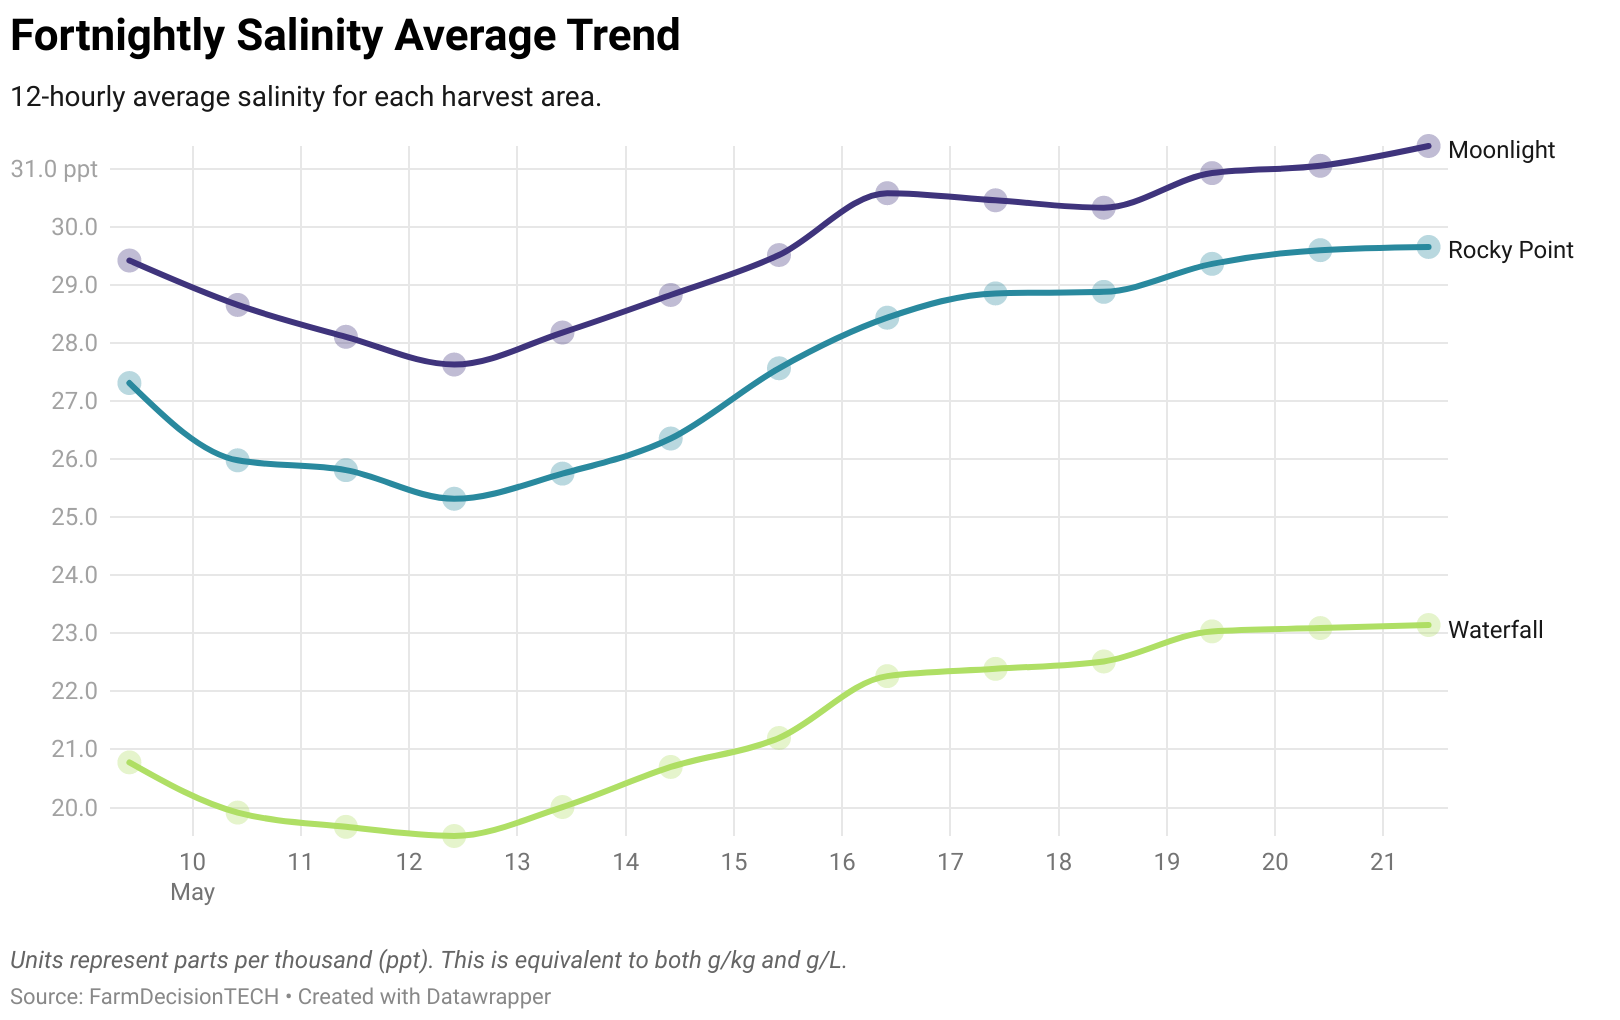 Fortnightly Salinity Average Trend
12-hourly average salinity for each harvest area.
31.0 ppt
30.0
29.0
28.0
27.0
26.0
25.0
24.0
23.0
22.0
21.0
20.0
Moonlight
Rocky Point
Waterfall
10 11 12 13 14 15 16 17 18 19 20 21
May
Units represent parts per thousand (ppt). This is equivalent to both g/kg and g/L.
Source: FarmDecisionTECH • Created with Datawrapper